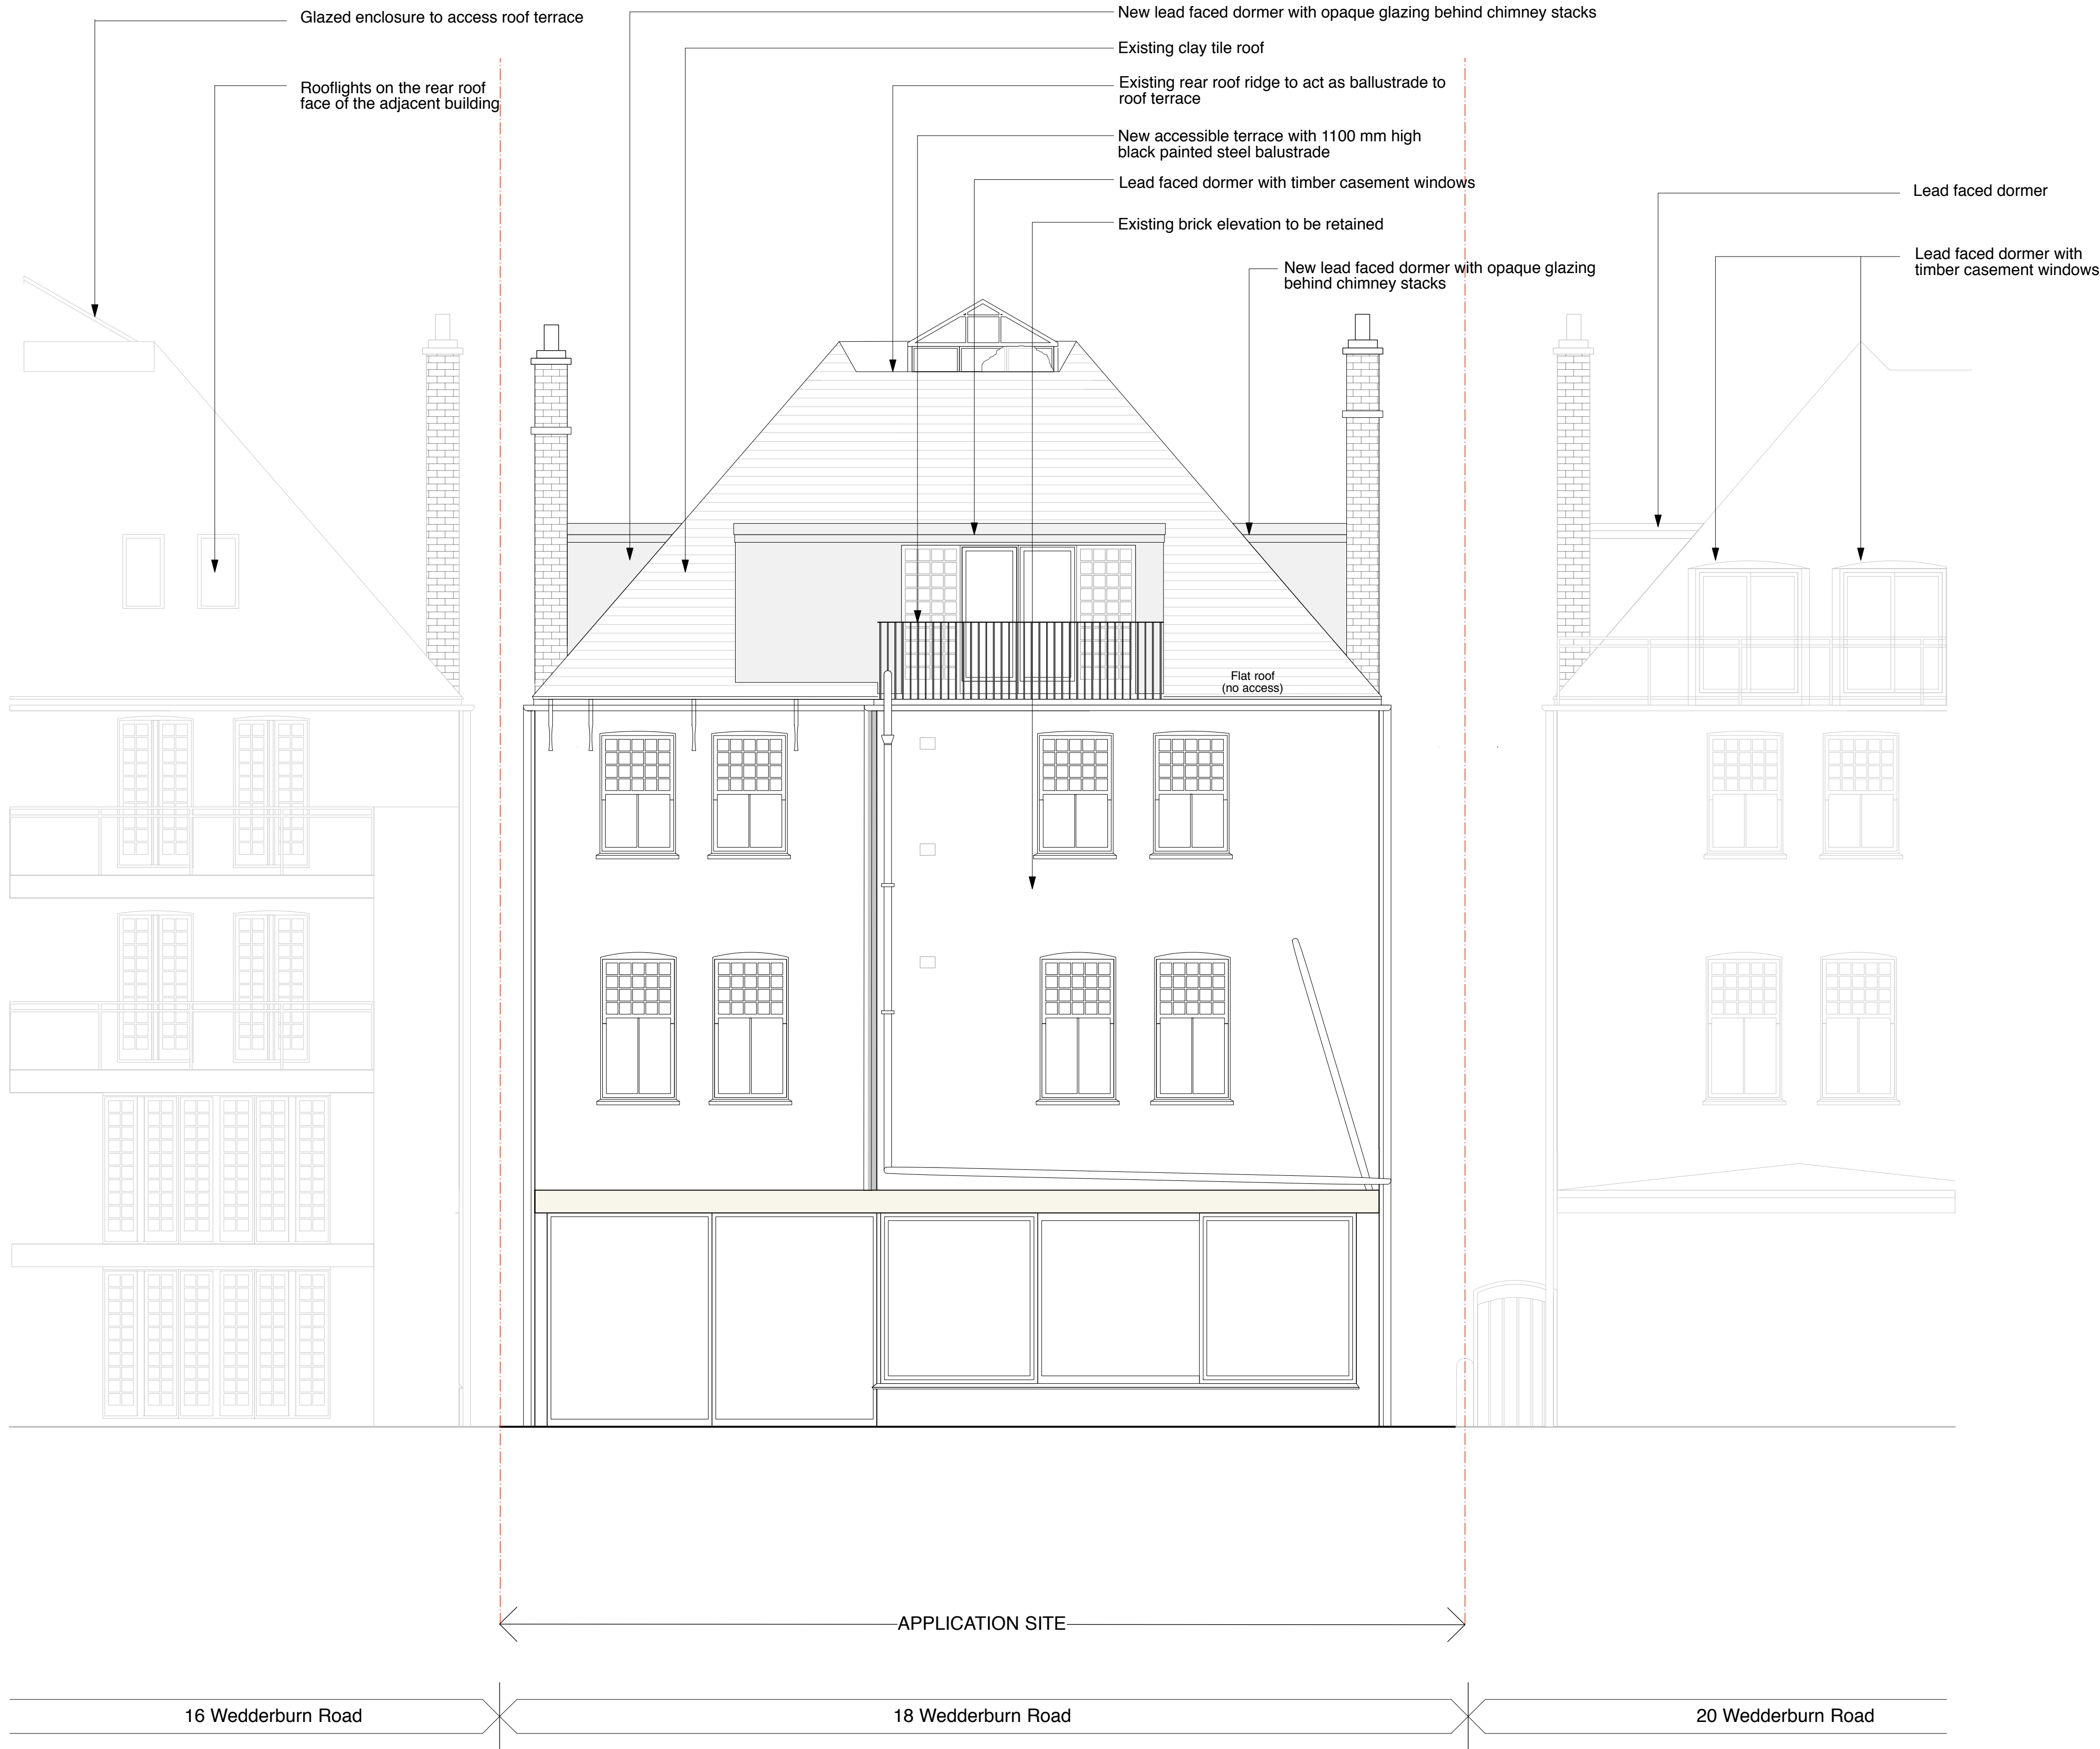 Glazed enclosure to access roof terrace
Rooflights on the rear roof
face of the adjacent building
New lead faced dormer with opaque glazing behind chimney stacks
Existing clay tile roof
Existing rear roof ridge to act as ballustrade to
roof terrace
New accessible terrace with 1100 mm high
black painted steel balustrade
Lead faced dormer with timber casement windows
Existing brick elevation to be retained
New lead faced dormer with opaque glazing
behind chimney stacks
Lead faced dormer
Lead faced dormer with
timber casement windows
Flat roof
(no access)
APPLICATION SITE
16 Wedderburn Road
18 Wedderburn Road
20 Wedderburn Road